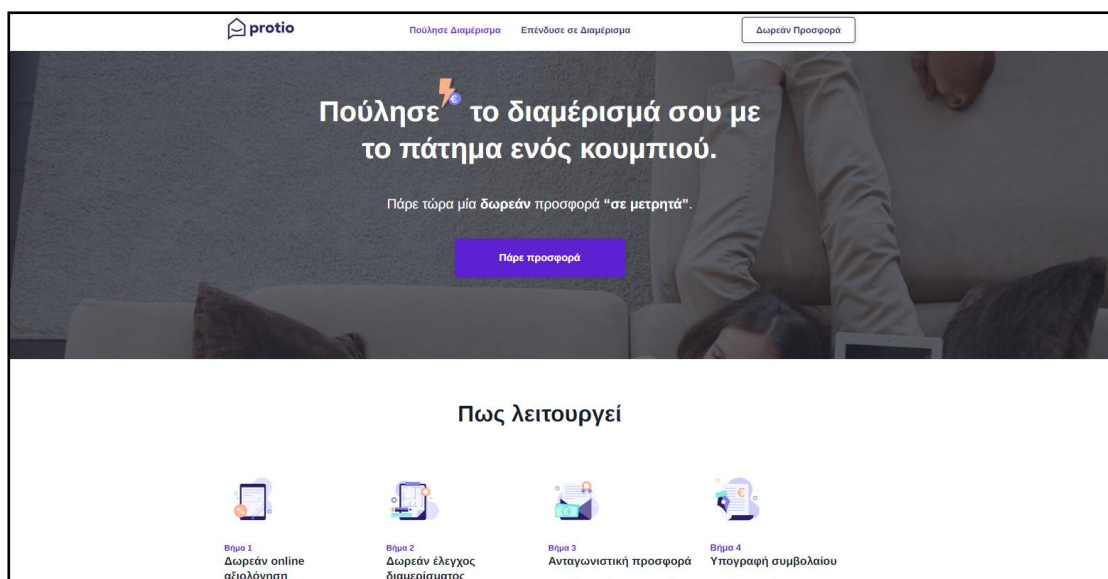 protio
Πούλησε Διαμέρισμα
Επένδυσε σε Διαμέρισμα
Δωρεάν Προσφορά
Πούλησε το διαμέρισμά σου με
το πάτημα ενός κουμπιού.
Πάρε τώρα μία δωρεάν προσφορά “σε μετρητά”.
Πάρε προσφορά
Πως λειτουργεί
Βήμα 1
Δωρεάν online
αξιολόγηση
Βήμα 2
Δωρεάν έλεγχος
διαμερίσματος
Βήμα 3
Ανταγωνιστική προσφορά
Βήμα 4
Υπογραφή συμβολαίου